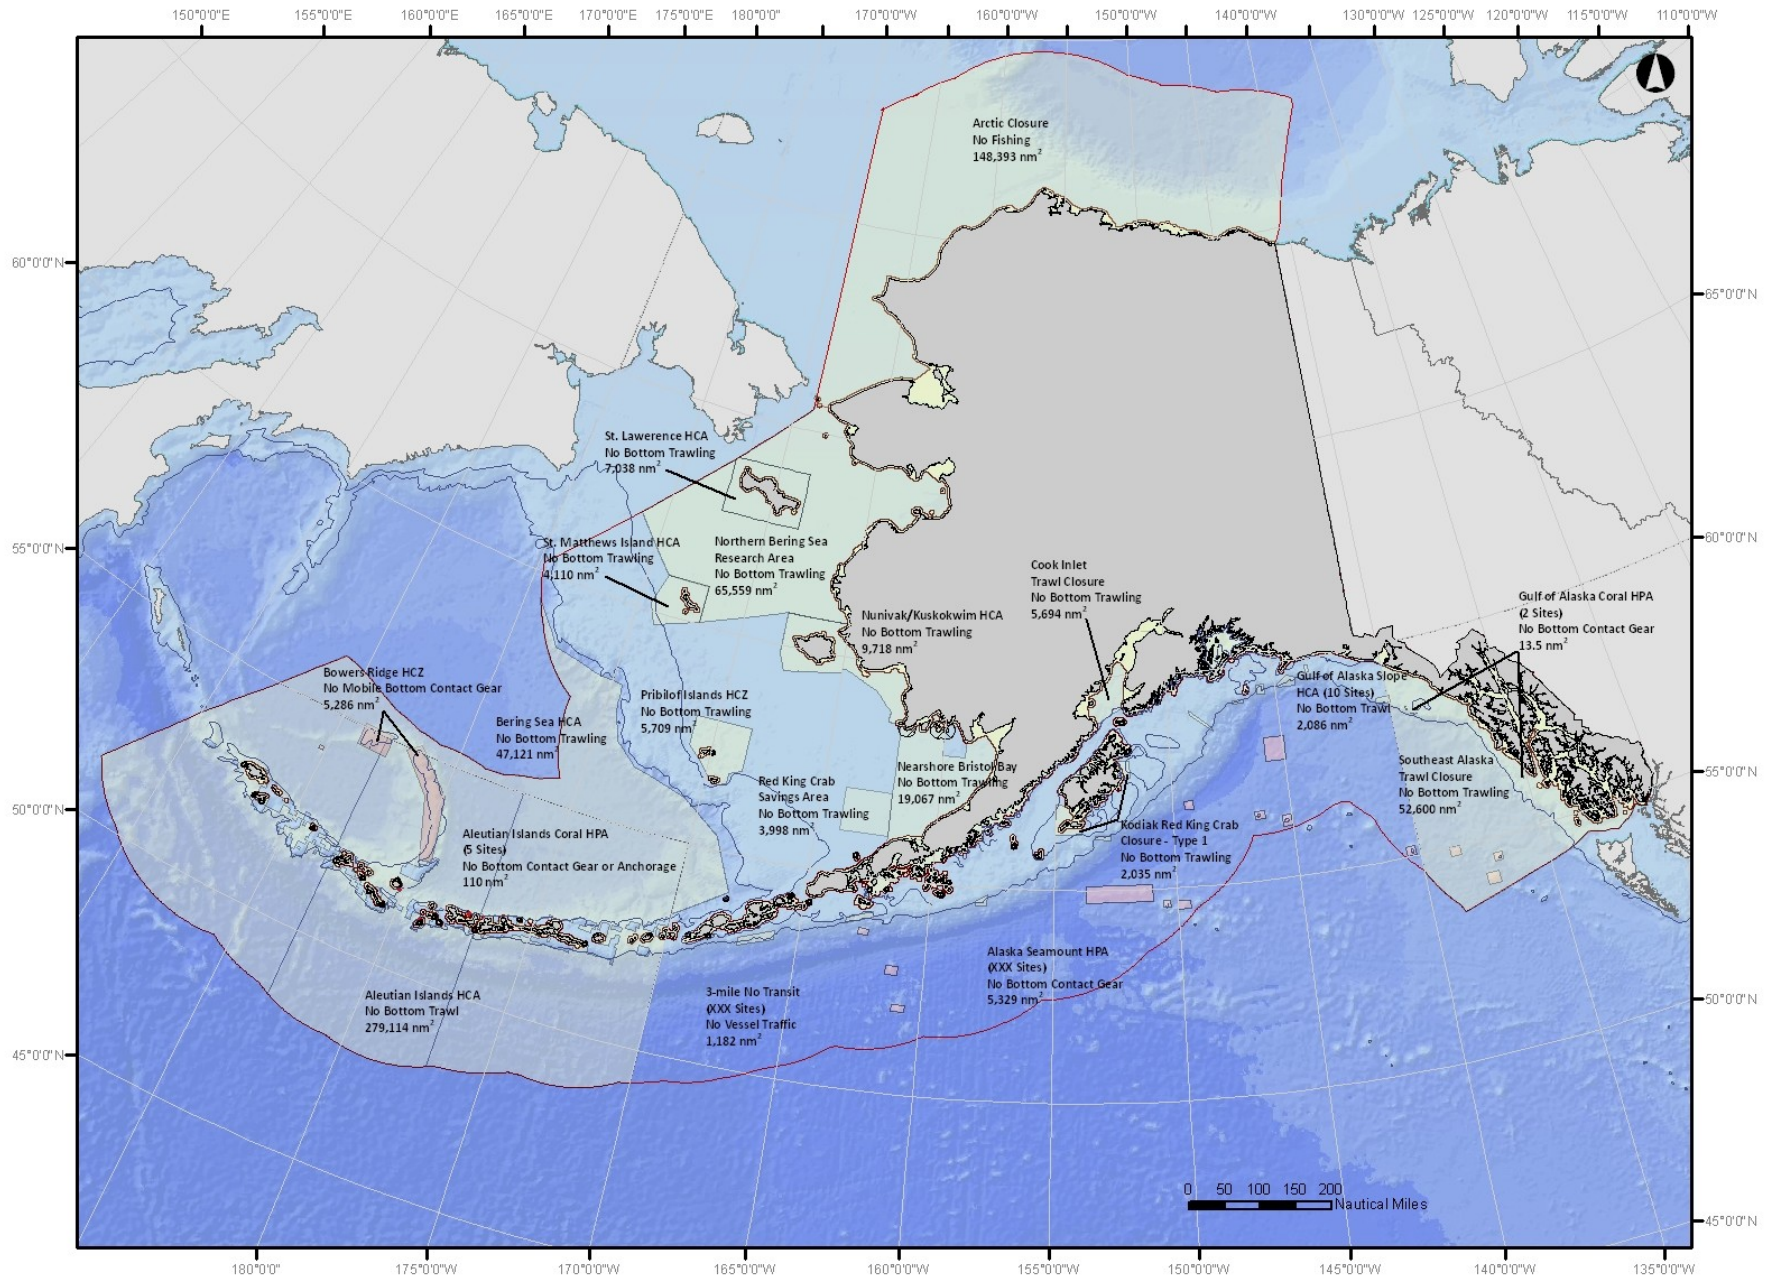 150°0'0"E 155°0'0"E 160°0'0"E 165°0'0"E 170°0'0"E 175°0'0"E 180°0'0" 170°0'0"W 160°0'0"W 150°0'0"W 140°0'0"W 130°0'0"W 125°0'0"W 120°0'0"W 115°0'0"W 110°0'0"W
Arctic Closure
No Fishing
148,393 nm²
60°0'0"N
65°0'0"N
St. Lawerence HCA
No Bottom Trawling
7,038 nm²
St. Matthews Island HCA
No Bottom Trawling
4,110 nm²
Northern Bering Sea
Research Area
No Bottom Trawling
65,559 nm²
55°0'0"N
60°0'0"N
Cook Inlet
Trawl Closure
No Bottom Trawling
5,694 nm²
Gulf of Alaska Coral HPA
(2 Sites)
No Bottom Contact Gear
13.5 nm²
Nunivak/Kuskokwim HCA
No Bottom Trawling
9,718 nm²
Bowers Ridge HCZ
No Mobile Bottom Contact Gear
5,286 nm²
Bering Sea HCA
No Bottom Trawling
47,121 nm²
Pribilof Islands HCZ
No Bottom Trawling
5,709 nm²
Gulf of Alaska Slope
HCA (10 Sites)
No Bottom Trawl
2,086 nm²
Red King Crab
Savings Area
No Bottom Trawling
3,998 nm²
Nearshore Bristol Bay
No Bottom Trawling
19,067 nm²
Southeast Alaska
Trawl Closure
No Bottom Trawling
52,600 nm²
50°0'0"N
55°0'0"N
Aleutian Islands Coral HPA
(5 Sites)
No Bottom Contact Gear or Anchorage
110 nm²
Kodiak Red King Crab
Closure - Type 1
No Bottom Trawling
2,035 nm²
Aleutian Islands HCA
No Bottom Trawl
279,114 nm²
3-mile No Transit
(XXX Sites)
No Vessel Traffic
1,182 nm²
Alaska Seamount HPA
(XXX Sites)
No Bottom Contact Gear
5,329 nm²
50°0'0"N
45°0'0"N
0 50 100 150 200
Nautical Miles
45°0'0"N
180°0'0" 175°0'0"W 170°0'0"W 165°0'0"W 160°0'0"W 155°0'0"W 150°0'0"W 145°0'0"W 140°0'0"W 135°0'0"W